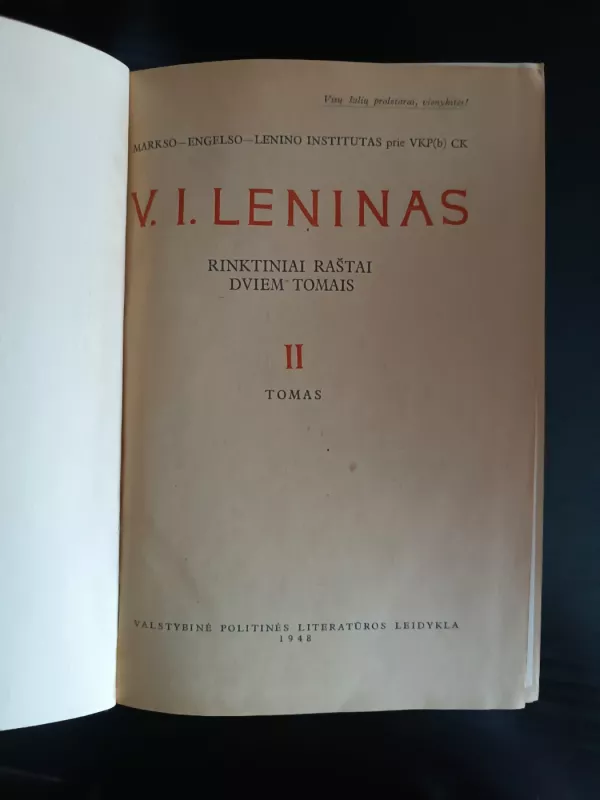 Visų šalių proletarai, vienykitės!
MARKSO—ENGELSO—LENINO INSTITUTAS prie VKP(b) CK
V. I. LENINAS
RINKTINIAI RAŠTAI
DVIEM TOMAIS
II
TOMAS
VALSTYBINĖ POLITINĖS LITERATŪROS LEIDYKLA
1948